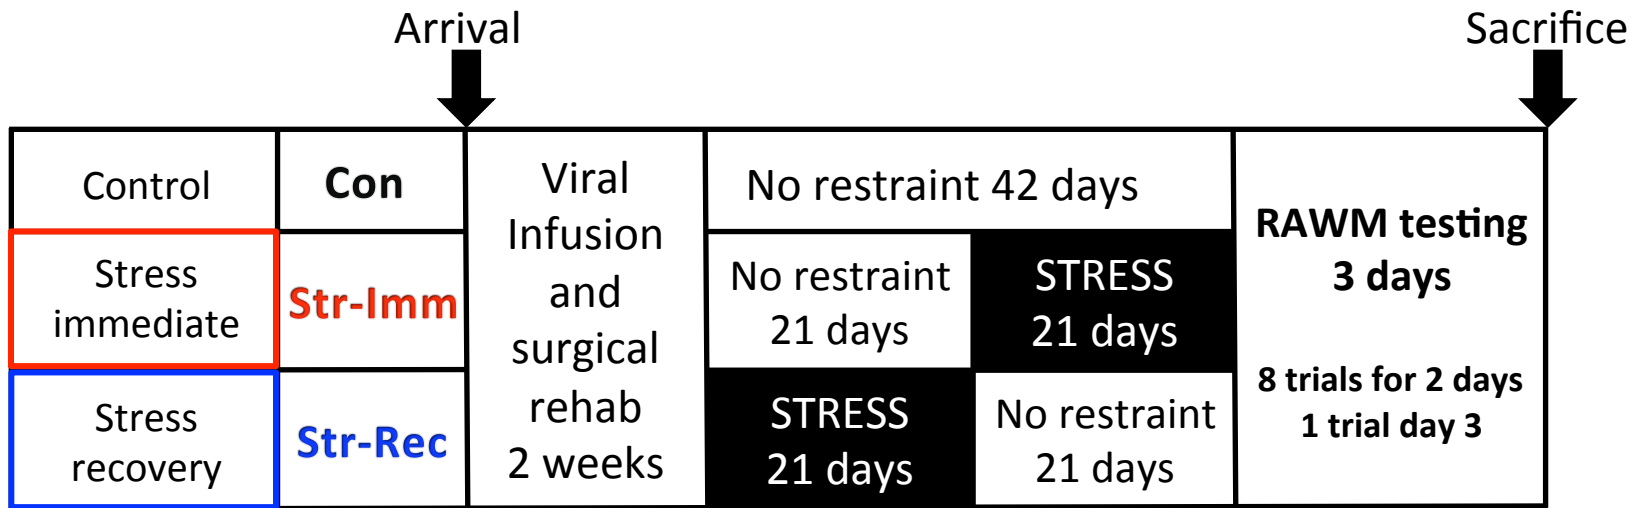 Arrival
Sacrifice
Control
Con
Viral
Infusion
and
surgical
rehab
2 weeks
No restraint 42 days
RAWM testing
3 days
8 trials for 2 days
1 trial day 3
Stress
immediate
Str-Imm
No restraint
21 days
STRESS
21 days
Stress
recovery
Str-Rec
STRESS
21 days
No restraint
21 days